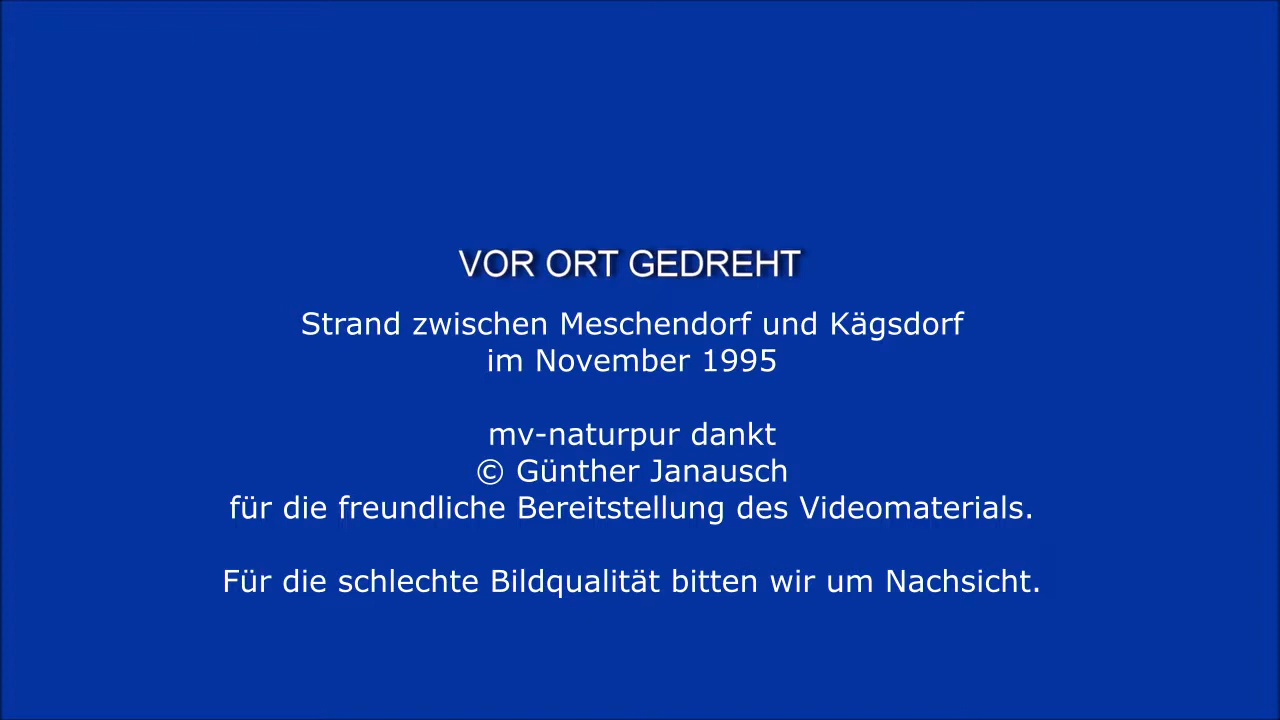 VOR ORT GEDREHT
Strand zwischen Meschendorf und Kägsdorf
im November 1995
mv-naturpur dankt
© Günther Janausch
für die freundliche Bereitstellung des Videomaterials.
Für die schlechte Bildqualität bitten wir um Nachsicht.